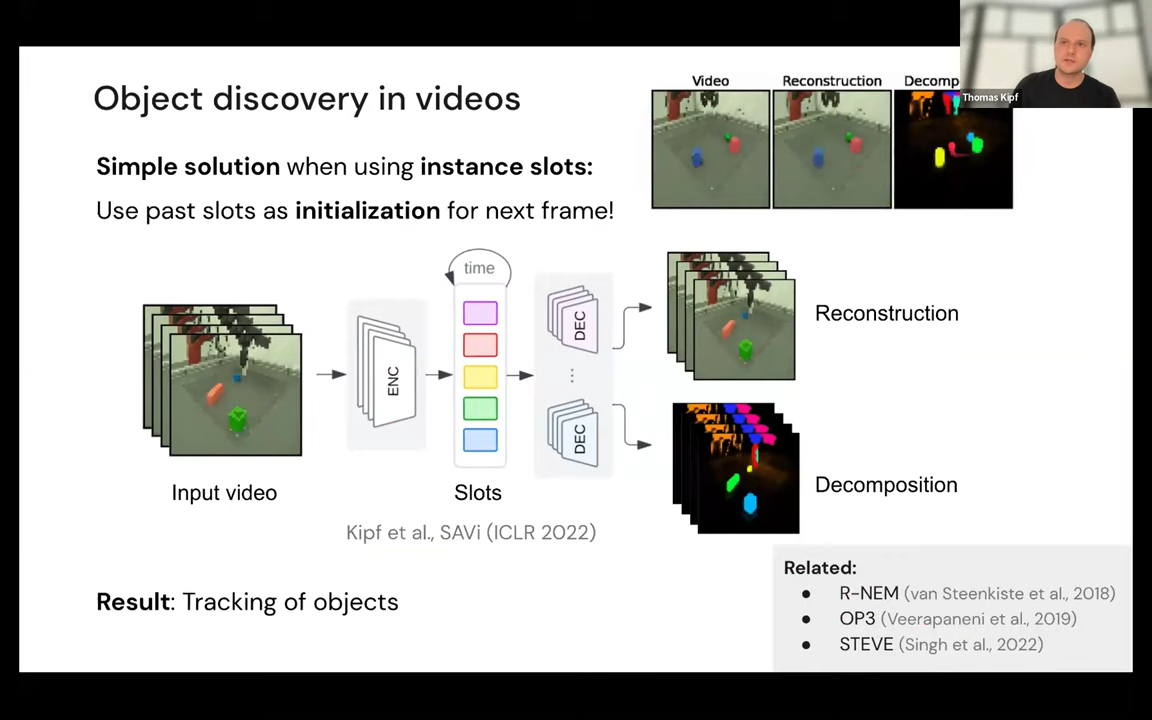 Object discovery in videos
Video
Reconstruction
Decomp
Thomas Kipf
Simple solution when using instance slots:
Use past slots as initialization for next frame!
time
ENC
DEC
...
DEC
Reconstruction
Decomposition
Input video
Slots
Kipf et al., SAVi (ICLR 2022)
Result: Tracking of objects
Related:
● R-NEM (van Steenkiste et al., 2018)
● OP3 (Veerapaneni et al., 2019)
● STEVE (Singh et al., 2022)